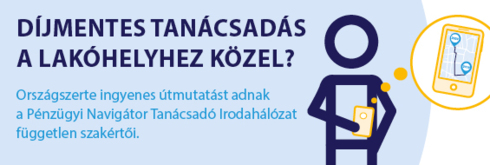 DÍJMENTES TANÁCSADÁS
A LAKÓHELYHEZ KÖZEL?
Országszerte ingyenes útmutatást adnak
a Pénzügyi Navigátor Tanácsadó Irodahálózat
független szakértői.